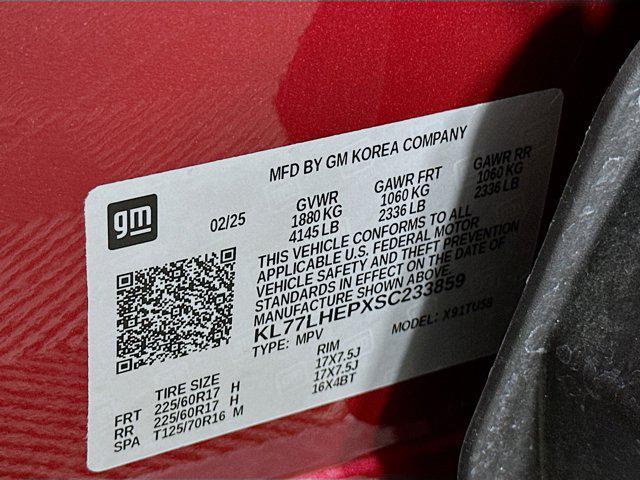 MFD BY GM KOREA COMPANY
gm
02/25
GVWR
1880 KG
4145 LB
GAWR FRT
1060 KG
2336 LB
GAWR RR
1060 KG
2336 LB
THIS VEHICLE CONFORMS TO ALL
APPLICABLE U.S. FEDERAL MOTOR
VEHICLE SAFETY AND THEFT PREVENTION
STANDARDS IN EFFECT ON THE DATE OF
MANUFACTURE SHOWN ABOVE.
KL77LHEPXSC233859
TYPE: MPV
MODEL: X91TU58
TIRE SIZE RIM
FRT 225/60R17 H 17X7.5J
RR 225/60R17 H 17X7.5J
SPA T125/70R16 M 16X4BT